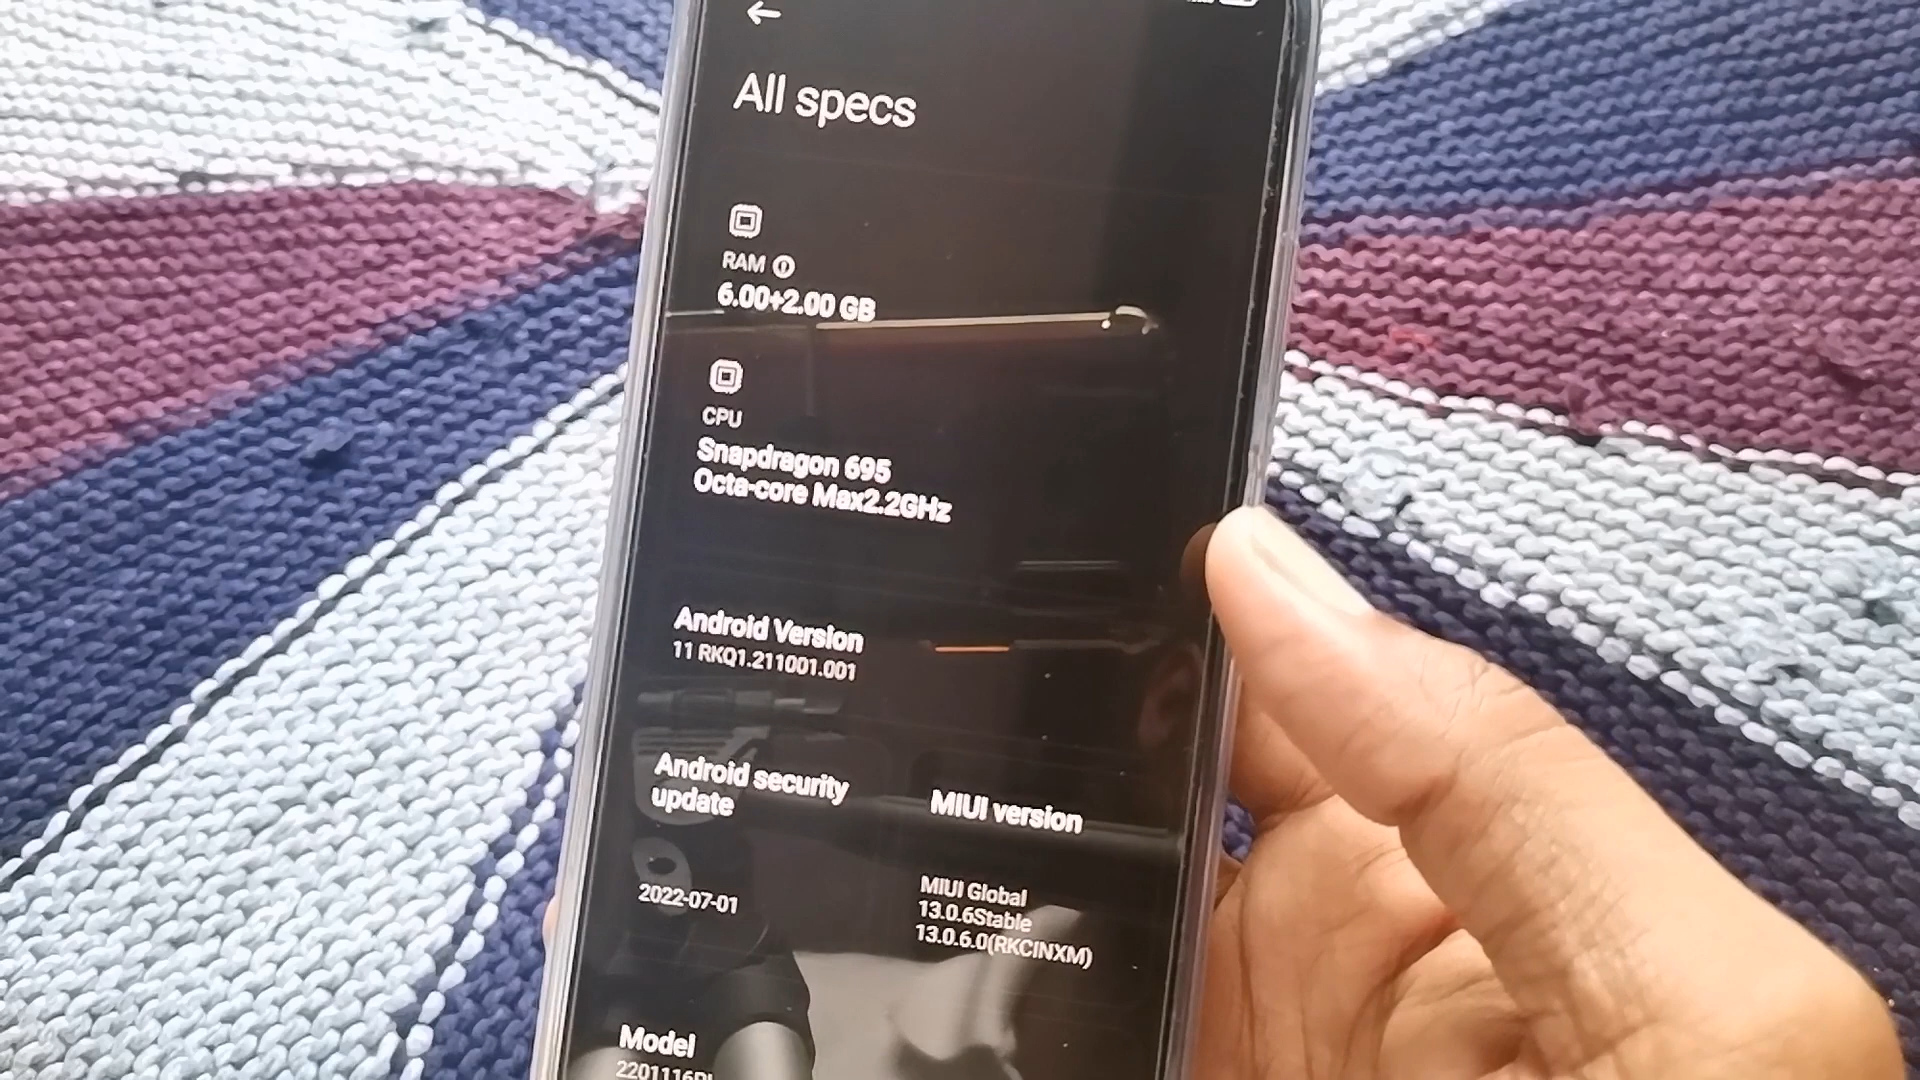 All specs
RAM
6.00+2.00 GB
CPU
Snapdragon 695
Octa-core Max2.2GHz
Android Version
11 RKQ1.211001.001
Android security
update
2022-07-01
MIUI version
MIUI Global
13.0.6Stable
13.0.6.0(RKCINXM)
Model